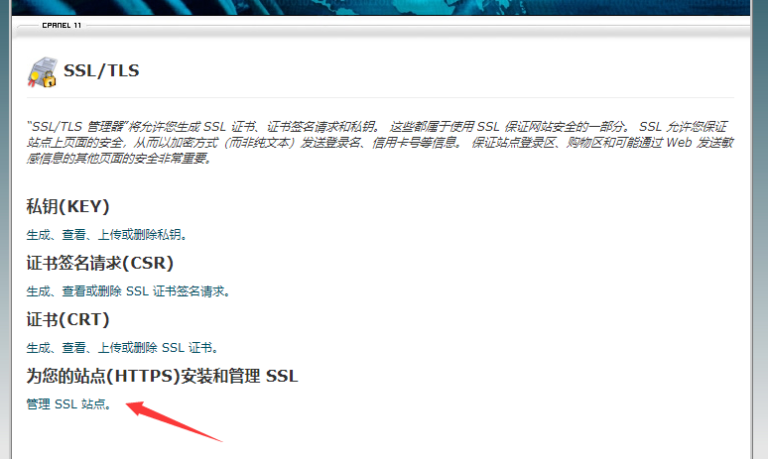 CPANEL 11
SSL/TLS
“SSL/TLS 管理器”将允许您生成 SSL 证书、证书签名请求和私钥。 这些都属于使用 SSL 保证网站安全的一部分。 SSL 允许您保证
站点上页面的安全，从而以加密方式（而非纯文本）发送登录名、信用卡号等信息。 保证站点登录区、购物区和可能通过 Web 发送敏
感信息的其他页面的安全非常重要。
私钥(KEY)
生成、查看、上传或删除私钥。
证书签名请求(CSR)
生成、查看或删除 SSL 证书签名请求。
证书(CRT)
生成、查看、上传或删除 SSL 证书。
为您的站点(HTTPS)安装和管理 SSL
管理 SSL 站点。